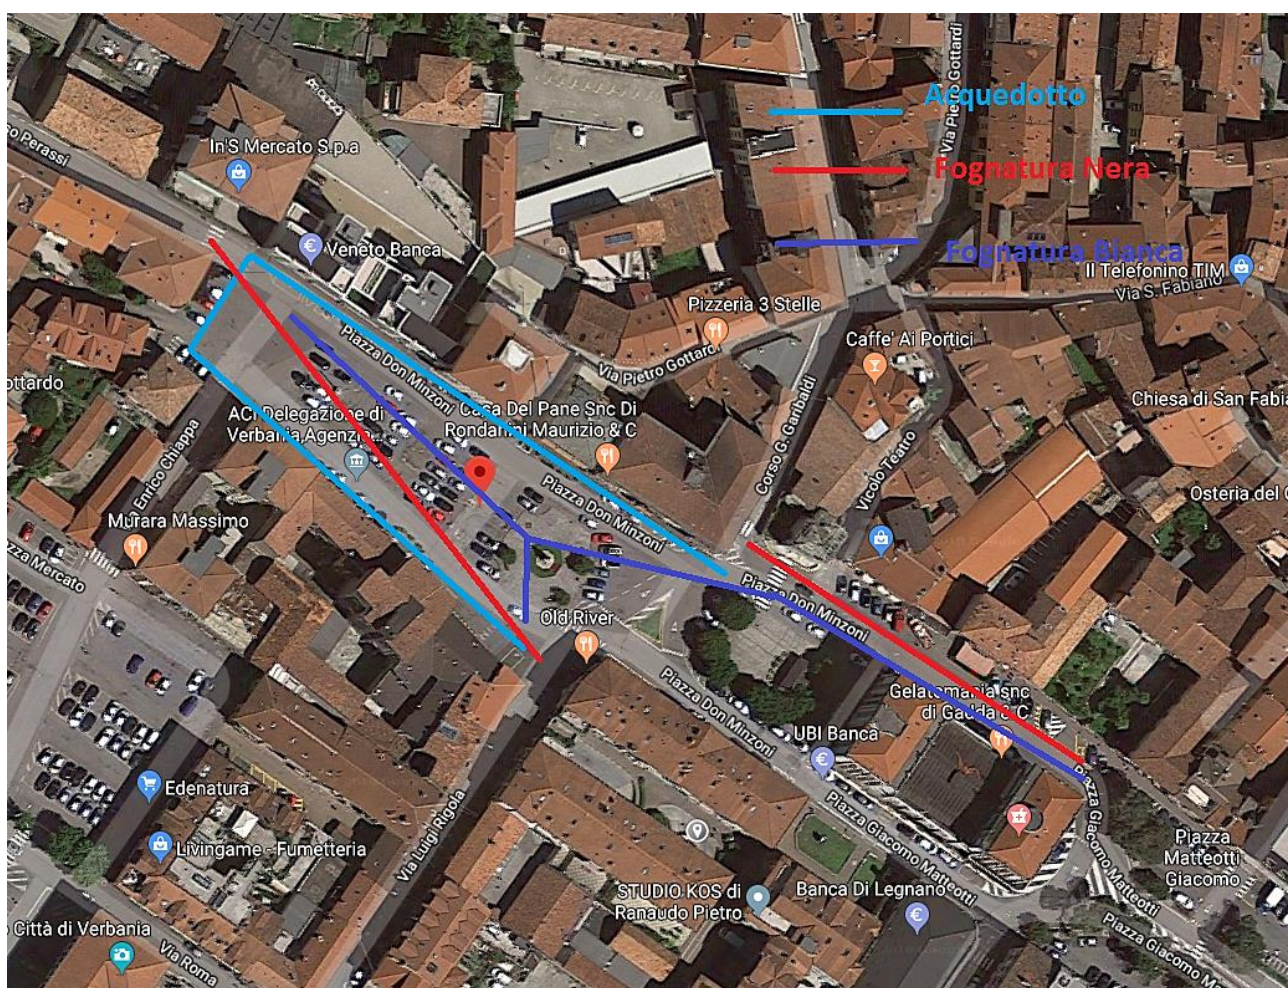 Via Pietro Gottardi
Acquedotto
In'S Mercato S.p.a
Perassi
Fognatura Nera
Veneto Banca
Fognatura Bianca
Il Telefonino TIM
Via S. Fabiano
Pizzeria 3 Stelle
Piazza Don Minzoni
Caffe' Ai Portici
Via Pietro Gottardi
ottardo
Chiesa di San Fabia
ACI Delegazione di
Verbania,Agenzia...
Casa Del Pane Snc Di
Rondanini Maurizio & C
Corso G. Garibaldi
Vicolo Teatro
Enrico Chiappa
Osteria del
Murara Massimo
Piazza Don Minzoni
zza Mercato
Piazza Don Minzoni
Old River
Gelatomania snc
di Gadda & C
Piazza Don Minzoni
UBI Banca
Edenatura
Piazza Giacomo Matteotti
Piazza Giacomo Matteotti
Via Luigi Rigola
Livingame - Fumetteria
Piazza
Matteotti
Giacomo
STUDIO KOS di
Ranaudo Pietro
Banca Di Legnano
Città di Verbania
Via Roma
Piazza Giacomo M